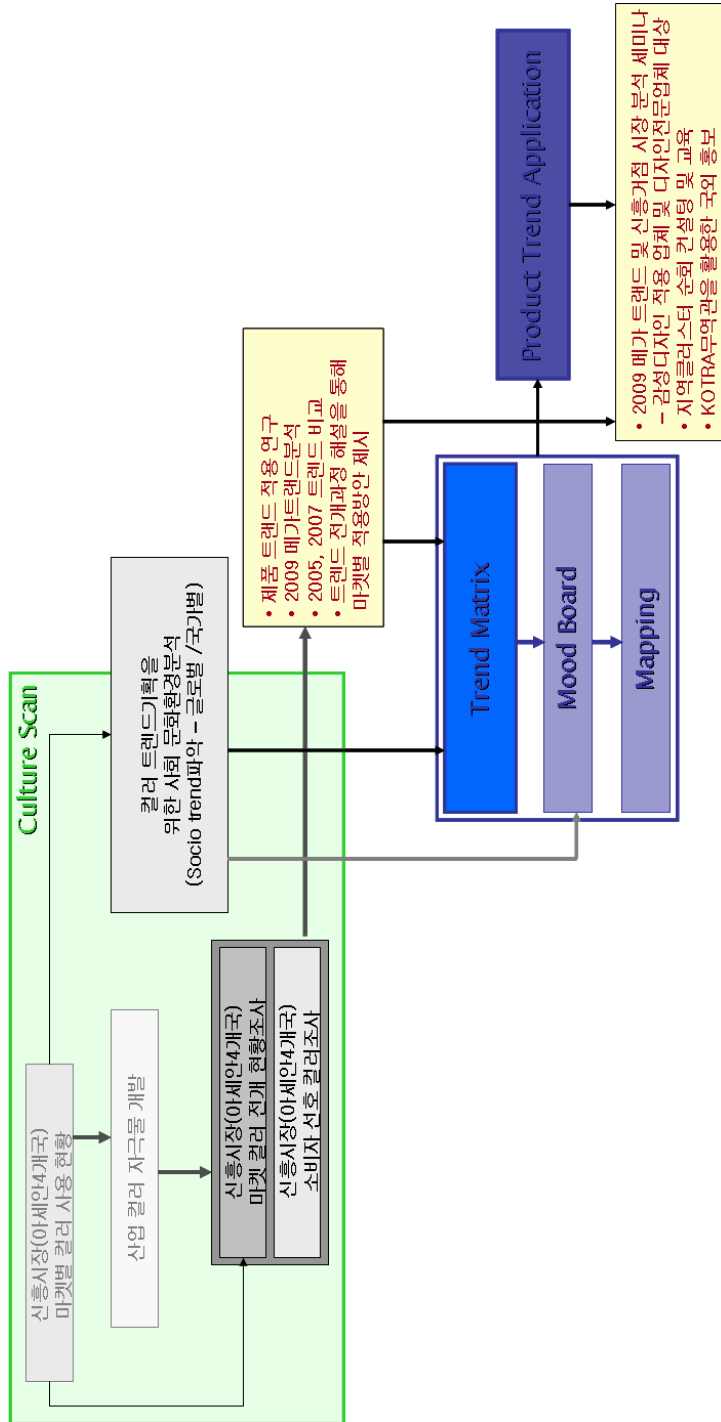 Culture Scan
신흥시장(아세안4개국)
마켓별 컬러 사용 현황
산업 컬러 자극물 개발
신흥시장(아세안4개국)
마켓 컬러 전개 현황조사
신흥시장(아세안4개국)
소비자 선호 컬러조사
컬러 트렌드기획을
위한 사회 문화환경분석
(Socio trend파악 – 글로벌 /국가별)
• 제품 트랜드 적용 연구
• 2009 메가트랜드분석
• 2005, 2007 트렌드 비교
• 트렌드 전개과정 해설을 통해
마켓별 적용방안 제시
Trend Matrix
Mood Board
Mapping
Product Trend Application
• 2009 메가 트랜드 및 신흥거점 시장 분석 세미나
– 감성디자인 적용 업체 및 디자인전문업체 대상
• 지역클러스터 순회 컨설팅 및 교육
• KOTRA무역관을 활용한 국외 홍보